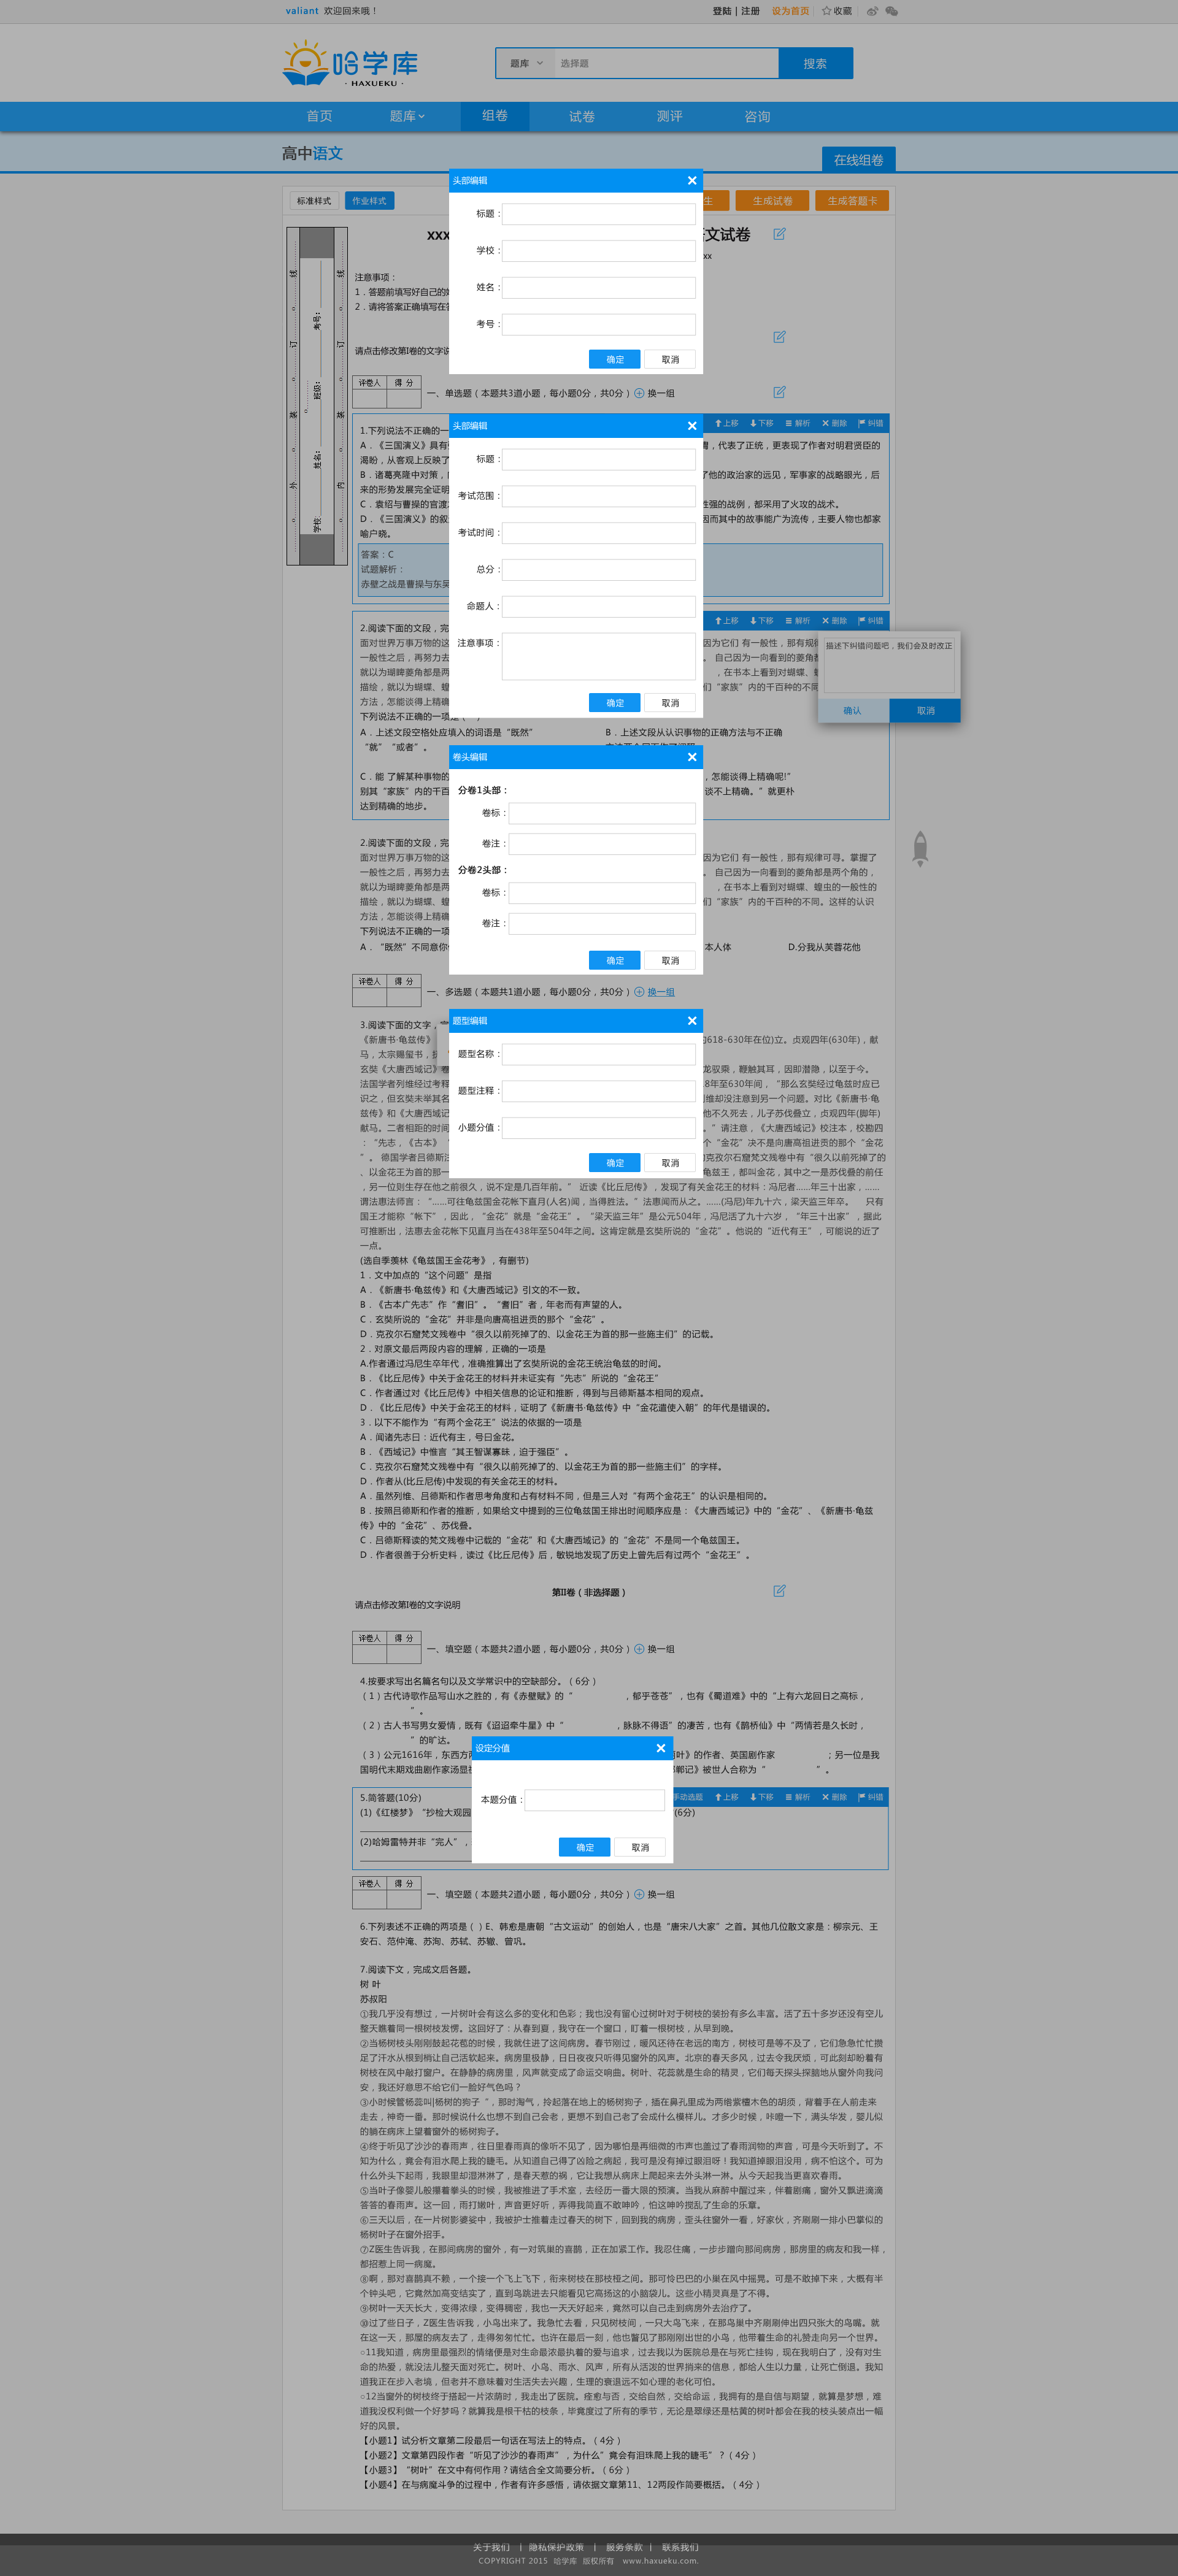 valiant 欢迎回来哦！
登陆 | 注册 设为首页 收藏
哈学库
· HAXUEKU ·
题库 选择题 搜索
首页 题库 组卷 试卷 测评 咨询
高中语文
在线组卷
标准样式 作业样式
生成试卷 生成答题卡
头部编辑
标题：
学校：
姓名：
考号：
确定 取消
注意事项：
1．答题前填写好自己的
2．请将答案正确填写在
请点击修改第I卷的文字说
学校: 姓名: 班级: 考号:
外 装 订 线
内 装 订 线
评卷人 得 分
一、单选题（本题共3道小题，每小题0分，共0分） 换一组
头部编辑
标题：
考试范围：
考试时间：
总分：
命题人：
注意事项：
确定 取消
上移 下移 解析 删除 纠错
1.下列说法不正确的一
A．《三国演义》具有
，代表了正统，更表现了作者对明君贤臣的
渴盼，从客观上反映了
B．诸葛亮隆中对策，
了他的政治家的远见，军事家的战略眼光，后
来的形势发展完全证明
C．袁绍与曹操的官渡
性强的战例，都采用了火攻的战术。
D．《三国演义》的叙
因而其中的故事能广为流传，主要人物也都家
喻户晓。
答案：C
试题解析：
赤壁之战是曹操与东吴
上移 下移 解析 删除 纠错
2.阅读下面的文段，完
面对世界万事万物的这
因为它们 有一般性，那有规律
一般性之后，再努力去
。 自己因为一向看到的菱角都
就以为瑚睥菱角都是两
，在书本上看到对蝴蝶、蝗
描绘，就以为蝴蝶、蝗
们“家族”内的千百种的不同
方法，怎能谈得上精确
下列说法不正确的一项是（ ）
A．上述文段空格处应填入的词语是“既然”
“就”“或者”。
B．上述文段从认识事物的正确方法与不正确
C．能 了解某种事物的
，怎能谈得上精确呢!”
别其“家族”内的千百
谈不上精确。”就更朴
达到精确的地步。
描述下纠错问题吧，我们会及时改正
确认 取消
卷头编辑
分卷1头部：
卷标：
卷注：
分卷2头部：
卷标：
卷注：
确定 取消
2.阅读下面的文段，完
面对世界万事万物的这
因为它们 有一般性，那有规律可寻。掌握了
一般性之后，再努力去
。 自己因为一向看到的菱角都是两个角的，
就以为瑚睥菱角都是两
，在书本上看到对蝴蝶、蝗虫的一般性的
描绘，就以为蝴蝶、蝗
们“家族”内的千百种的不同。这样的认识
方法，怎能谈得上精确
下列说法不正确的一项
A．“既然”不同意你
本人体 D.分我从芙蓉花他
评卷人 得 分
一、多选题（本题共1道小题，每小题0分，共0分） 换一组
题型编辑
题型名称：
题型注释：
小题分值：
确定 取消
3.阅读下面的文字，
《新唐书·龟兹传》
618-630年在位)立。贞观四年(630年)，献
马，太宗赐玺书，
玄奘《大唐西域记》卷
龙驭乘，鞭触其耳，因即潜隐，以至于今。
法国学者列维经过考释
8年至630年间，“那么玄奘经过龟兹时应已
识之，但玄奘未举其名
维却没注意到另一个问题。对比《新唐书·龟
兹传》和《大唐西域记
他不久死去，儿子苏伐叠立，贞观四年(脚年)
献马。二者相距的时间
。”请注意，《大唐西域记》校注本，校勘四
：“先志，《古本》“
个“金花”决不是向唐高祖进贡的那个“金花
”。 德国学者吕德斯注
克孜尔石窟梵文残卷中有“很久以前死掉了的
、以金花王为首的那一
龟兹王，都叫金花，其中之一是苏伐叠的前任
，另一位则生存在他之前很久，说不定是几百年前。” 近读《比丘尼传》，发现了有关金花王的材料：冯尼者……年三十出家，……
谓法惠法师言：“……可往龟兹国金花帐下直月(人名)闻，当得胜法。”法惠闻而从之。……(冯尼)年九十六，梁天监三年卒。 只有
国王才能称“帐下”，因此，“金花”就是“金花王”。“梁天监三年”是公元504年，冯尼活了九十六岁，“年三十出家”，据此
可推断出，法惠去金花帐下见直月当在438年至504年之间。这肯定就是玄奘所说的“金花”。他说的“近代有王”，可能说的近了
一点。
(选自季羡林《龟兹国王金花考》，有删节)
1．文中加点的“这个问题”是指
A．《新唐书·龟兹传》和《大唐西域记》引文的不一致。
B．《古本广先志”作“耆旧”。“耆旧”者，年老而有声望的人。
C．玄奘所说的“金花”并非是向唐高祖进贡的那个“金花”。
D．克孜尔石窟梵文残卷中“很久以前死掉了的、以金花王为首的那一些施主们”的记载。
2．对原文最后两段内容的理解，正确的一项是
A.作者通过冯尼生卒年代，准确推算出了玄奘所说的金花王统治龟兹的时间。
B．《比丘尼传》中关于金花王的材料并未证实有“先志”所说的“金花王”
C．作者通过对《比丘尼传》中相关信息的论证和推断，得到与吕德斯基本相同的观点。
D．《比丘尼传》中关于金花王的材料，证明了《新唐书·龟兹传》中“金花遣使入朝”的年代是错误的。
3．以下不能作为“有两个金花王”说法的依据的一项是
A．闻诸先志日：近代有主，号日金花。
B．《西域记》中惟言“其王智谋寡昧，迫于强臣”。
C．克孜尔石窟梵文残卷中有“很久以前死掉了的、以金花王为首的那一些施主们”的字样。
D．作者从(比丘尼传)中发现的有关金花王的材料。
A．虽然列维、吕德斯和作者思考角度和占有材料不同，但是三人对“有两个金花王”的认识是相同的。
B．按照吕德斯和作者的推断，如果给文中提到的三位龟兹国王排出时间顺序应是：《大唐西域记》中的“金花”、《新唐书·龟兹
传》中的“金花”、苏伐叠。
C．吕德斯释读的梵文残卷中记载的“金花”和《大唐西域记》的“金花”不是同一个龟兹国王。
D．作者很善于分析史料，读过《比丘尼传》后，敏锐地发现了历史上曾先后有过两个“金花王”。
第II卷（非选择题）
请点击修改第I卷的文字说明
评卷人 得 分
一、填空题（本题共2道小题，每小题0分，共0分） 换一组
4.按要求写出名篇名句以及文学常识中的空缺部分。（6分）
（1）古代诗歌作品写山水之胜的，有《赤壁赋》的“ ，郁乎苍苍”，也有《蜀道难》中的“上有六龙回日之高标，
”。
（2）古人书写男女爱情，既有《迢迢牵牛星》中“ ，脉脉不得语”的凄苦，也有《鹊桥仙》中“两情若是久长时，
”的旷达。
（3）公元1616年，东西方两
》的作者、英国剧作家 ；另一位是我
国明代末期戏曲剧作家汤显祖
邯郸记》被世人合称为“ ”。
设定分值
本题分值：
确定 取消
手动选题 上移 下移 解析 删除 纠错
5.简答题(10分)
(1)《红楼梦》“抄检大观园
(6分)
(2)哈姆雷特并非“完人”，
评卷人 得 分
一、填空题（本题共2道小题，每小题0分，共0分） 换一组
6.下列表述不正确的两项是（ ）E、韩愈是唐朝“古文运动”的创始人，也是“唐宋八大家”之首。其他几位散文家是：柳宗元、王
安石、范仲淹、苏洵、苏轼、苏辙、曾巩。
7.阅读下文，完成文后各题。
树 叶
苏叔阳
①我几乎没有想过，一片树叶会有这么多的变化和色彩；我也没有留心过树叶对于树枝的装扮有多么丰富。活了五十多岁还没有空儿
整天瞧着同一根树枝发愣。这回好了：从春到夏，我守在一个窗口，盯着一根树枝，从早到晚。
②当杨树枝头刚刚鼓起花苞的时候，我就住进了这间病房。春节刚过，暖风还待在老远的南方，树枝可是等不及了，它们急急忙忙攒
足了汗水从根到梢让自己活软起来。病房里极静，日日夜夜只听得见窗外的风声。北京的春天多风，过去令我厌烦，可此刻却盼着有
树枝在风中敲打窗户。在静静的病房里，风声就变成了命运交响曲。树叶、花蕊就是生命的精灵，它们每天探头探脑地从窗外向我问
安，我还好意思不给它们一脸好气色吗？
③小时候管杨蕊叫[杨树的狗子 "，那时淘气，拎起落在地上的杨树狗子，插在鼻孔里成为两绺紫檀木色的胡须，背着手在人前走来
走去，神奇一番。那时候说什么也想不到自己会老，更想不到自己老了会成什么模样儿。才多少时候，咔噔一下，满头华发，婴儿似
的躺在病床上望着窗外的杨树狗子。
④终于听见了沙沙的春雨声，往日里春雨真的像听不见了，因为哪怕是再细微的市声也盖过了春雨润物的声音，可是今天听到了。不
知为什么，竟会有泪水爬上我的睫毛。从知道自己得了凶险之病起，我可是没有掉过眼泪呀！我知道掉眼泪没用，病不怕这个。可为
什么外头下起雨，我眼里却湿淋淋了，是春天惹的祸，它让我想从病床上爬起来去外头淋一淋。从今天起我当更喜欢春雨。
⑤当叶子像婴儿般攥着拳头的时候，我被推进了手术室，去经历一番大限的预演。当我从麻醉中醒过来，伴着剧痛，窗外又飘进滴滴
答答的春雨声。这一回，雨打嫩叶，声音更好听，弄得我简直不敢呻吟，怕这呻吟搅乱了生命的乐章。
⑥三天以后，在一片树影婆娑中，我被护士推着走过春天的树下，回到我的病房，歪头往窗外一看，好家伙，齐刷刷一排小巴掌似的
杨树叶子在窗外招手。
⑦Z医生告诉我，在那间病房的窗外，有一对筑巢的喜鹊，正在加紧工作。我忍住痛，一步步蹭向那间病房，那房里的病友和我一样，
都招惹上同一病魔。
⑧啊，那对喜鹊真不赖，一个接一个飞上飞下，衔来树枝在那枝桠之间。那可怜巴巴的小巢在风中摇晃。可是不敢掉下来，大概有半
个钟头吧，它竟然加高变结实了，直到鸟跳进去只能看见它高扬这的小脑袋儿。这些小精灵真是了不得。
⑨树叶一天天长大，变得浓绿，变得稠密，我也一天天好起来，竟然可以自己走到病房外去治疗了。
⑩过了些日子，Z医生告诉我，小鸟出来了。我急忙去看，只见树枝间，一只大鸟飞来，在那鸟巢中齐刷刷伸出四只张大的鸟嘴。就
在这一天，那屋的病友去了，走得匆匆忙忙。也许在最后一刻，他也瞥见了那刚刚出世的小鸟，他带着生命的礼赞走向另一个世界。
○11我知道，病房里最强烈的情绪便是对生命最浓最执着的爱与追求，过去我以为医院总是在与死亡挂钩，现在我明白了，没有对生
命的热爱，就没法儿整天面对死亡。树叶、小鸟、雨水、风声，所有从活泼的世界捎来的信息，都给人生以力量，让死亡倒退。我知
道我正在步入老境，但老并不意味着对生活失去兴趣，生理的衰退远不如心理的老化可怕。
○12当窗外的树枝终于搭起一片浓荫时，我走出了医院。痊愈与否，交给自然，交给命运，我拥有的是自信与期望，就算是梦想，难
道我没权利做一个好梦吗？就算我是根干枯的枝条，毕竟度过了所有的季节，无论是翠绿还是枯黄的树叶都会在我的枝头装点出一幅
好的风景。
【小题1】试分析文章第二段最后一句话在写法上的特点。（4分）
【小题2】文章第四段作者“听见了沙沙的春雨声”，为什么“竟会有泪珠爬上我的睫毛”？（4分）
【小题3】“树叶”在文中有何作用？请结合全文简要分析。（6分）
【小题4】在与病魔斗争的过程中，作者有许多感悟，请依据文章第11、12两段作简要概括。（4分）
关于我们 | 隐私保护政策 | 服务条款 | 联系我们
COPYRIGHT 2015 哈学库 版权所有 www.haxueku.com.